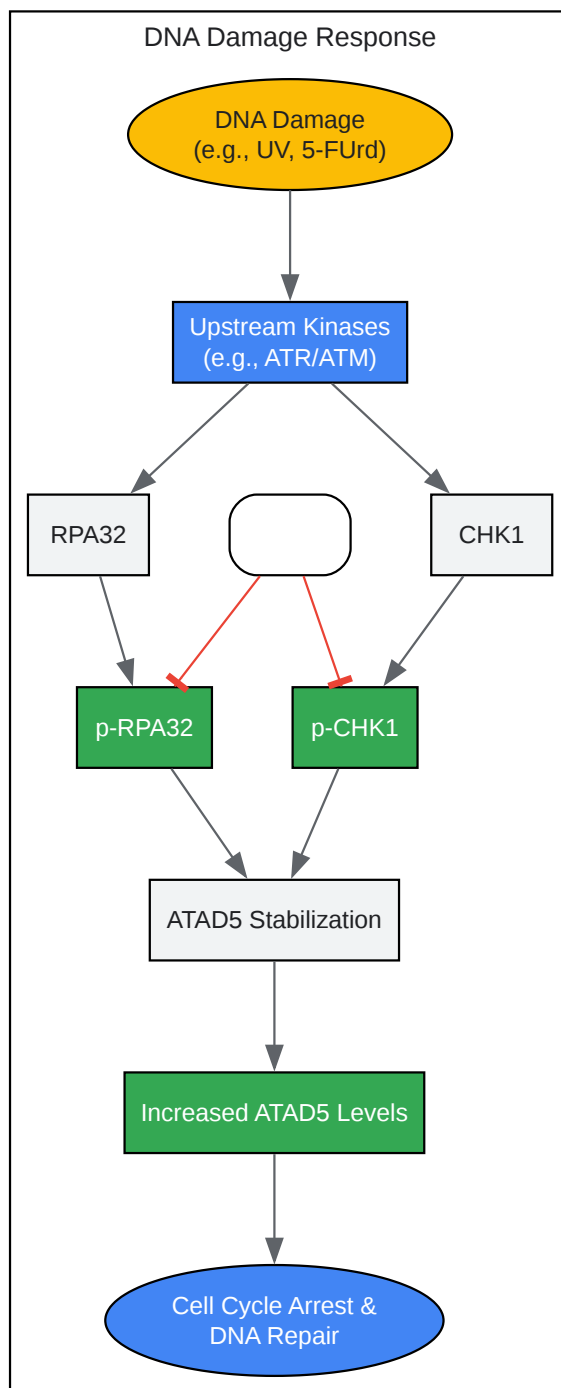 DNA Damage Response
DNA Damage
(e.g., UV, 5-FUrd)
Upstream Kinases
(e.g., ATR/ATM)
RPA32
CHK1
p-RPA32
p-CHK1
ATAD5 Stabilization
Increased ATAD5 Levels
Cell Cycle Arrest &
DNA Repair